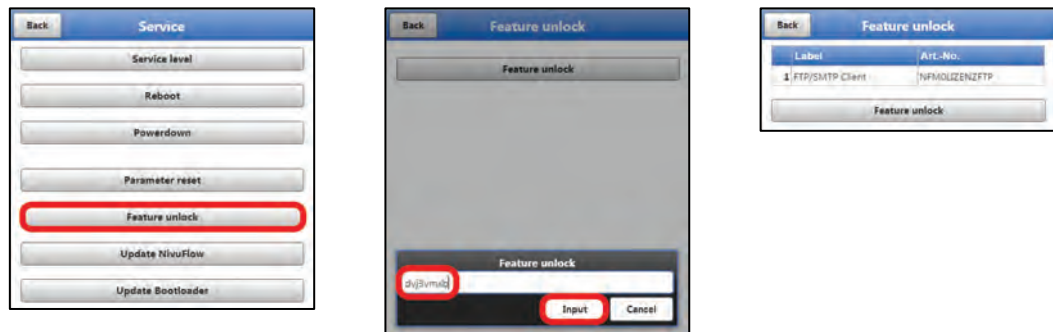 Back Service
Service level
Reboot
Powerdown
Parameter reset
Feature unlock
Update NivuFlow
Update Bootloader
Back Feature unlock
Feature unlock
Feature unlock
Input Cancel
Back Feature unlock
Label Art.-No.
1 FTP/SMTP Client
Feature unlock